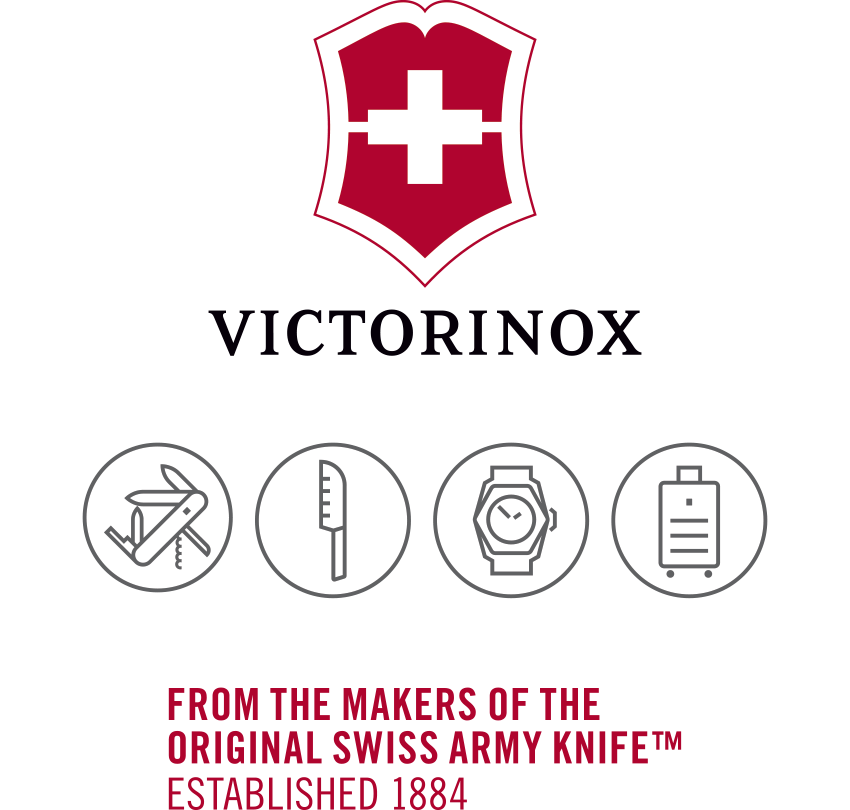 VICTORINOX
FROM THE MAKERS OF THE
ORIGINAL SWISS ARMY KNIFE™
ESTABLISHED 1884